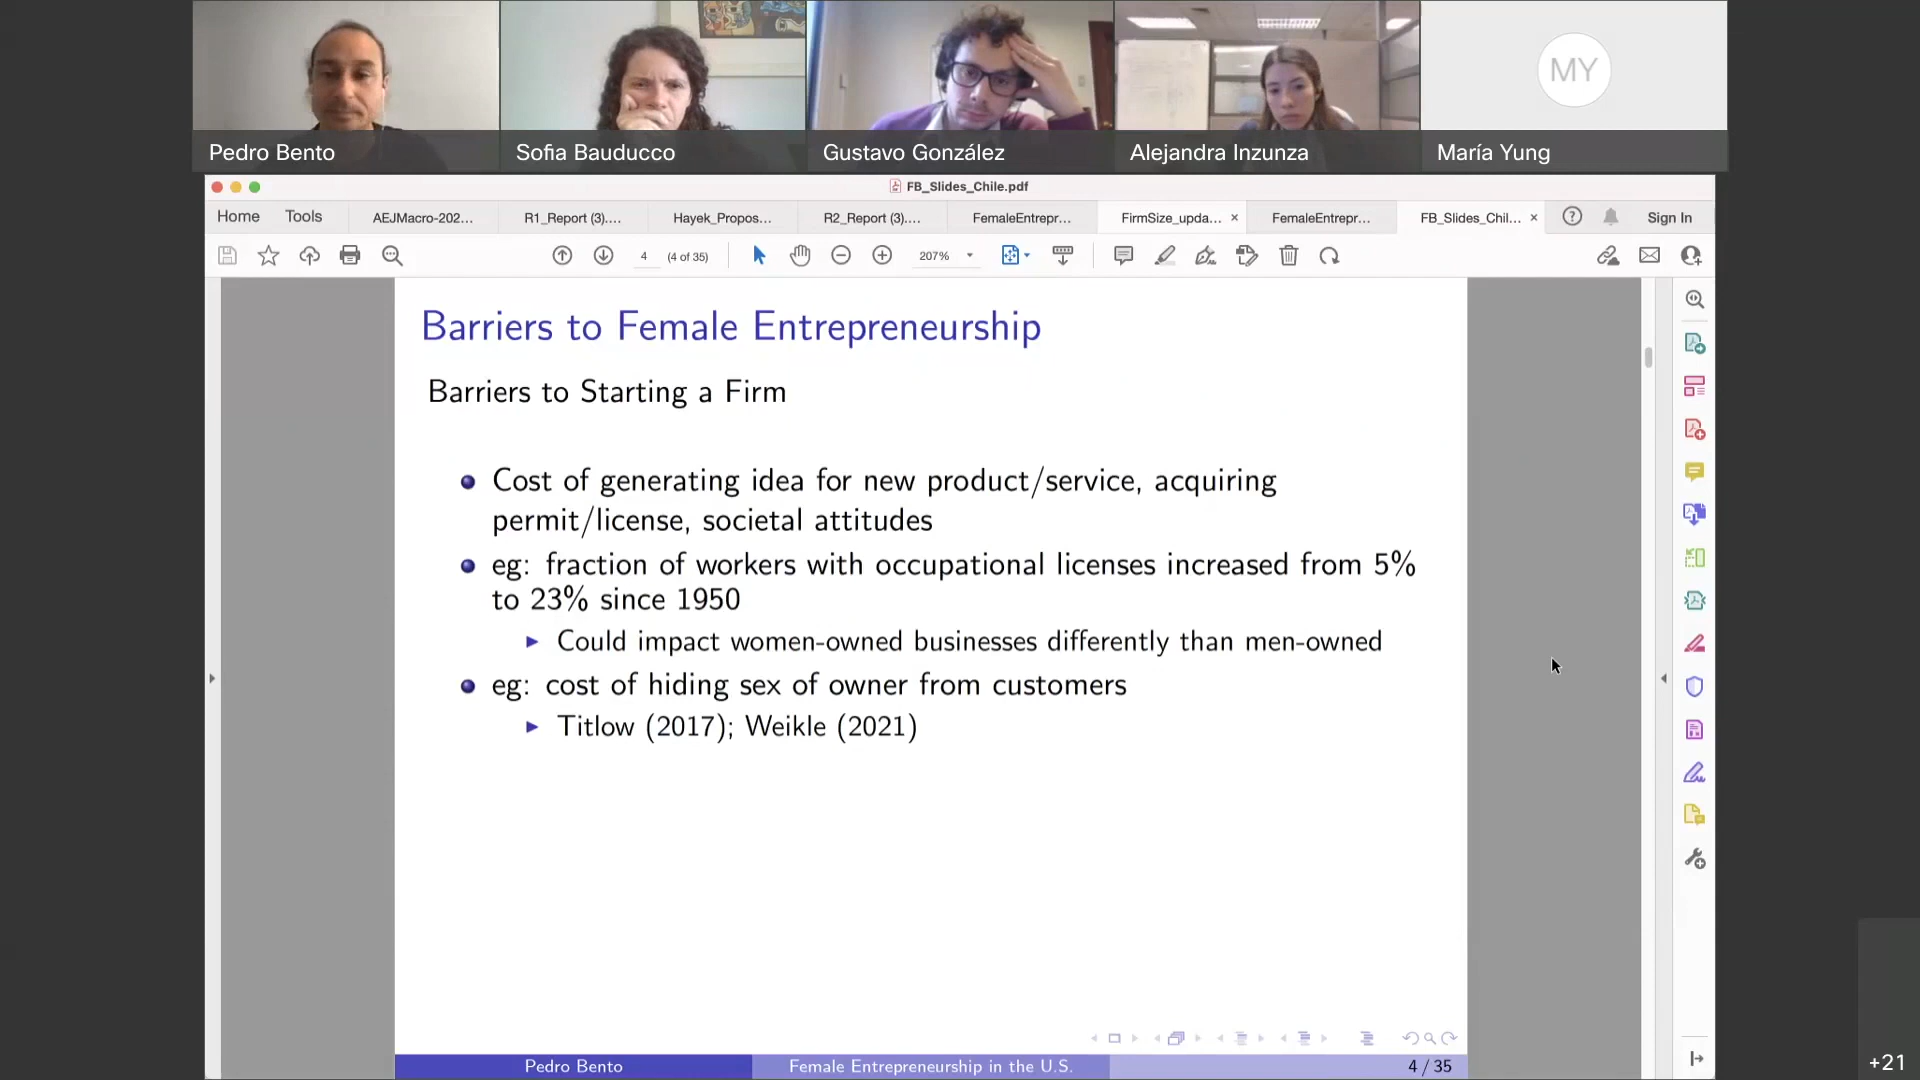 MY
Pedro Bento
Sofia Bauducco
Gustavo González
Alejandra Inzunza
María Yung
FB_Slides_Chile.pdf
Home Tools AEJMacro-202... R1_Report (3).... Hayek_Propos... R2_Report (3).... FemaleEntrepr... FirmSize_upda... × FemaleEntrepr... FB_Slides_Chil... × Sign In
4 (4 of 35) 207%
Barriers to Female Entrepreneurship
Barriers to Starting a Firm
Cost of generating idea for new product/service, acquiring
permit/license, societal attitudes
eg: fraction of workers with occupational licenses increased from 5%
to 23% since 1950
Could impact women-owned businesses differently than men-owned
eg: cost of hiding sex of owner from customers
Titlow (2017); Weikle (2021)
Pedro Bento Female Entrepreneurship in the U.S. 4 / 35
+21